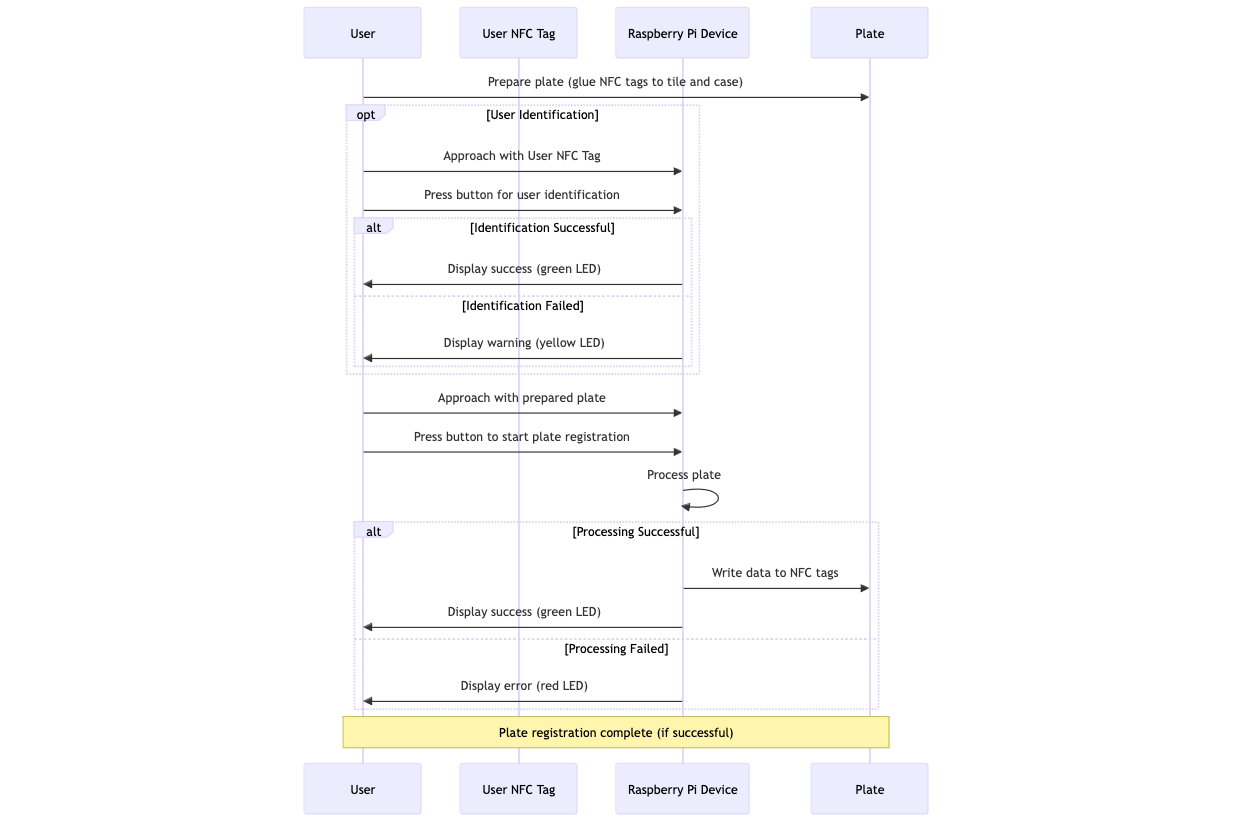 User
User NFC Tag
Raspberry Pi Device
Plate
Prepare plate (glue NFC tags to tile and case)
opt
[User Identification]
Approach with User NFC Tag
Press button for user identification
alt
[Identification Successful]
Display success (green LED)
[Identification Failed]
Display warning (yellow LED)
Approach with prepared plate
Press button to start plate registration
Process plate
alt
[Processing Successful]
Write data to NFC tags
Display success (green LED)
[Processing Failed]
Display error (red LED)
Plate registration complete (if successful)
User
User NFC Tag
Raspberry Pi Device
Plate